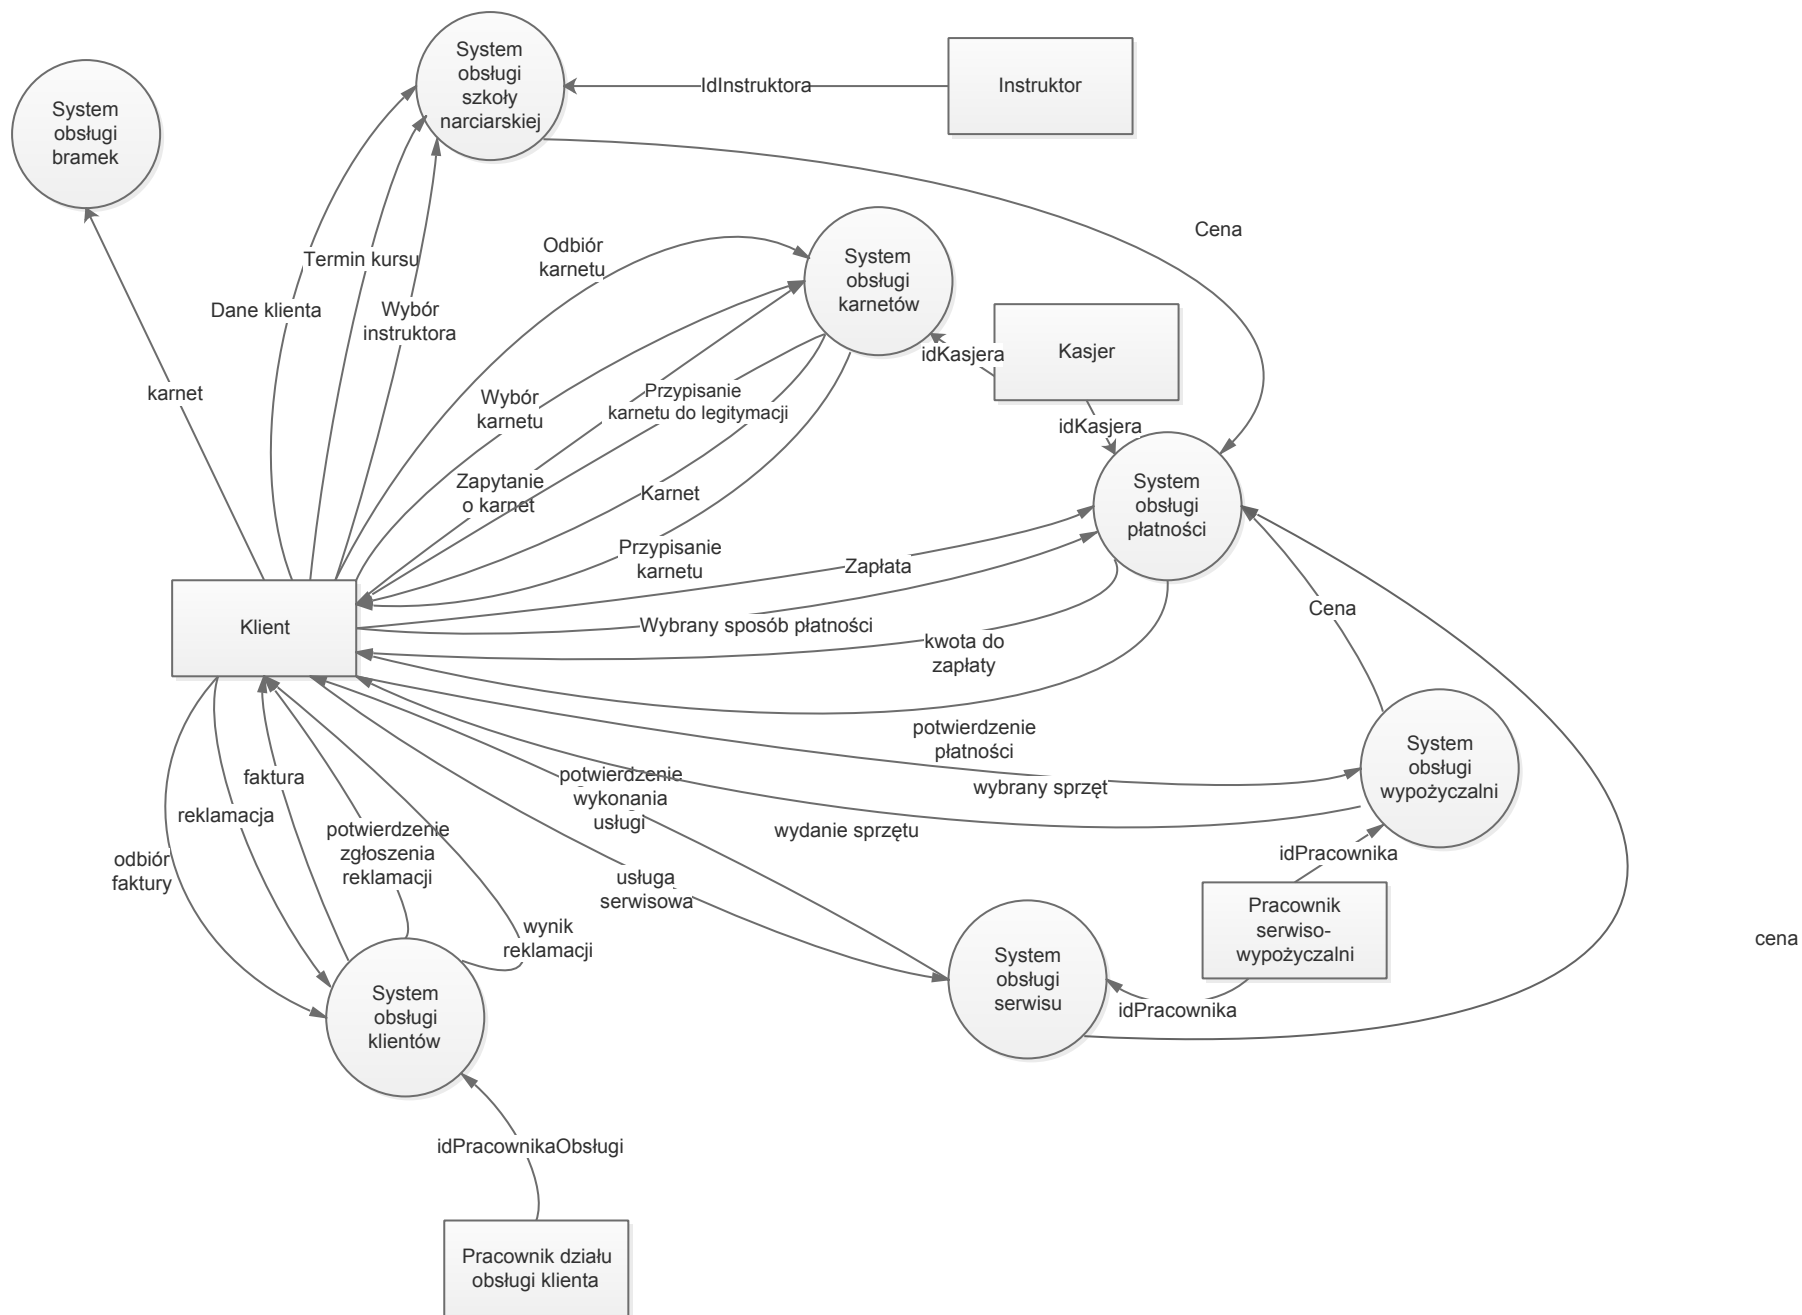 System
obsługi
szkoły
narciarskiej
IdInstruktora
Instruktor
System
obsługi
bramek
Cena
Odbiór
karnetu
System
obsługi
karnetów
Termin kursu
Dane klienta
Wybór
instruktora
idKasjera
Kasjer
karnet
Wybór
karnetu
Przypisanie
karnetu do legitymacji
idKasjera
Zapytanie
o karnet
Karnet
System
obsługi
płatności
Przypisanie
karnetu
Zapłata
Cena
Klient
Wybrany sposób płatności
kwota do
zapłaty
potwierdzenie
płatności
System
obsługi
wypożyczalni
faktura
potwierdzenie
wykonania
usługi
wybrany sprzęt
reklamacja
potwierdzenie
zgłoszenia
reklamacji
wydanie sprzętu
odbiór
faktury
idPracownika
usługa
serwisowa
Pracownik
serwiso-
wypożyczalni
wynik
reklamacji
cena
System
obsługi
serwisu
idPracownika
System
obsługi
klientów
idPracownikaObsługi
Pracownik działu
obsługi klienta